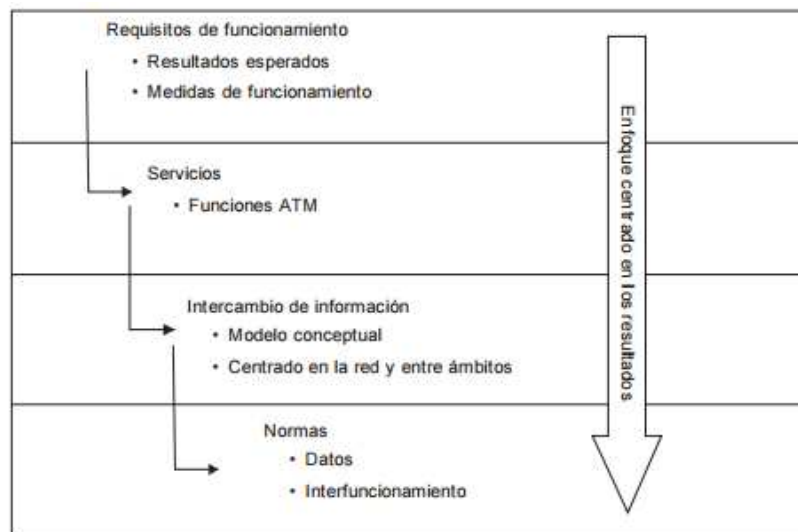 Requisitos de funcionamiento
• Resultados esperados
• Medidas de funcionamiento
Servicios
• Funciones ATM
Intercambio de información
• Modelo conceptual
• Centrado en la red y entre ámbitos
Normas
• Datos
• Interfuncionamiento
Enfoque centrado en los resultados